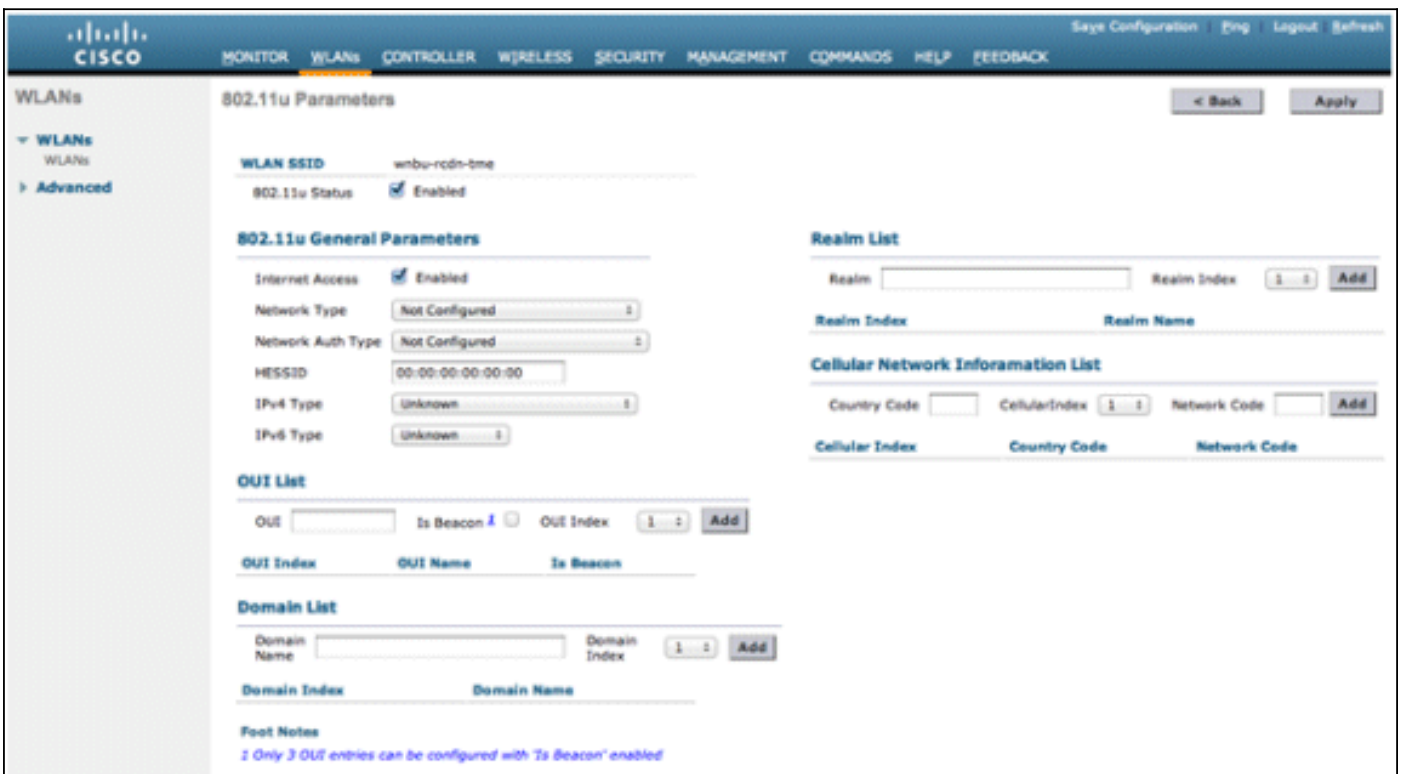 Save Configuration Ping Logout Refresh
CISCO
MONITOR WLANs CONTROLLER WIRELESS SECURITY MANAGEMENT COMMANDS HELP FEEDBACK
WLANs
802.11u Parameters
< Back Apply
WLANs
WLANs
Advanced
WLAN SSID wnbu-rcdn-tme
802.11u Status Enabled
802.11u General Parameters
Internet Access Enabled
Network Type Not Configured
Network Auth Type Not Configured
HESSID 00:00:00:00:00:00
IPv4 Type Unknown
IPv6 Type Unknown
OUI List
OUI Is Beacon 1 OUI Index 1 Add
OUI Index OUI Name Is Beacon
Domain List
Domain Name Domain Index 1 Add
Domain Index Domain Name
Foot Notes
1 Only 3 OUI entries can be configured with 'Is Beacon' enabled
Realm List
Realm Realm Index 1 Add
Realm Index Realm Name
Cellular Network Inforamation List
Country Code CellularIndex 1 Network Code Add
Cellular Index Country Code Network Code